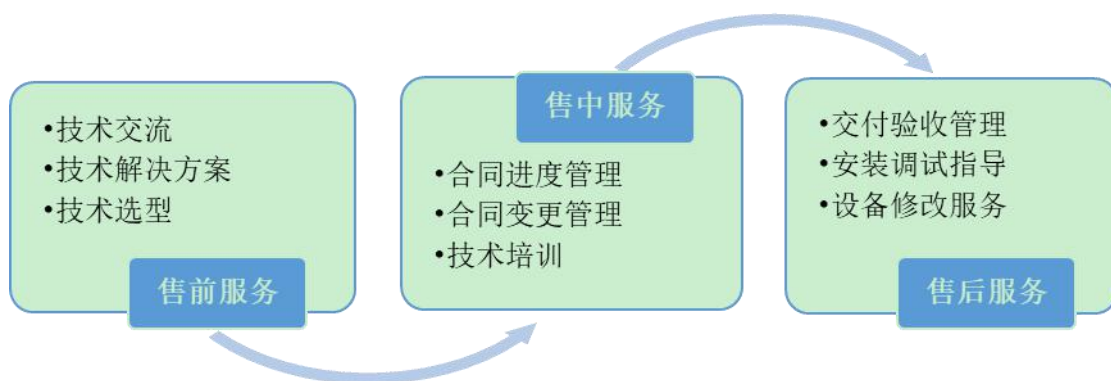 •技术交流
•技术解决方案
•技术选型
售前服务
售中服务
•合同进度管理
•合同变更管理
•技术培训
•交付验收管理
•安装调试指导
•设备修改服务
售后服务